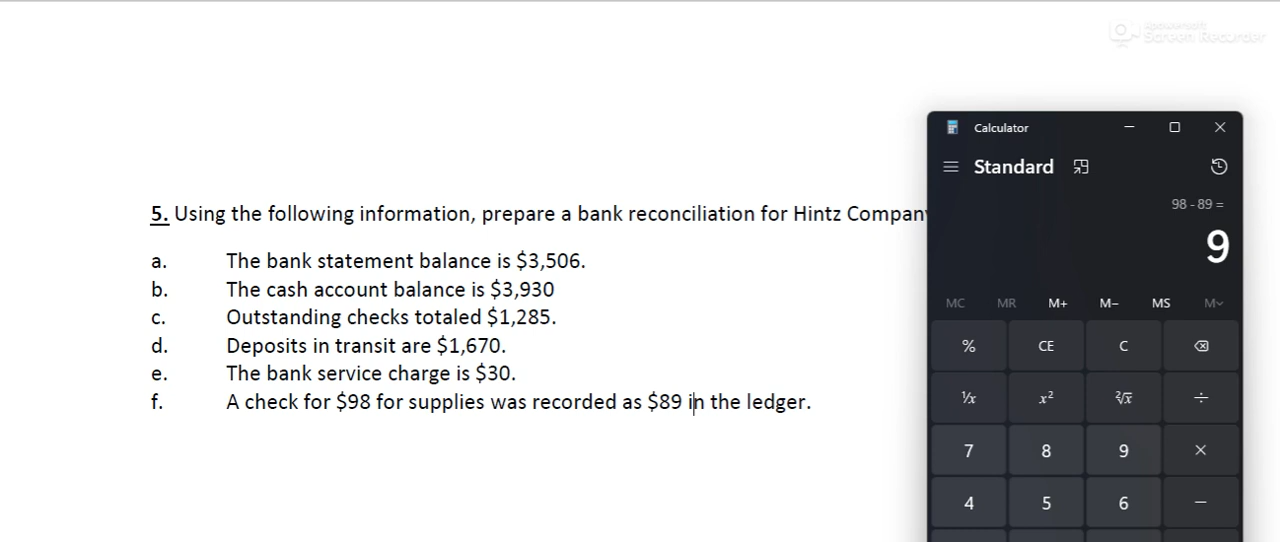 Apowersoft
Screen Recorder
Calculator
Standard
98 - 89 =
9
5. Using the following information, prepare a bank reconciliation for Hintz Compan
a. The bank statement balance is $3,506.
b. The cash account balance is $3,930
c. Outstanding checks totaled $1,285.
d. Deposits in transit are $1,670.
e. The bank service charge is $30.
f. A check for $98 for supplies was recorded as $89 in the ledger.
MC MR M+ M− MS M˅
% CE C
¹/x x² ²√x ÷
7 8 9 ×
4 5 6 −